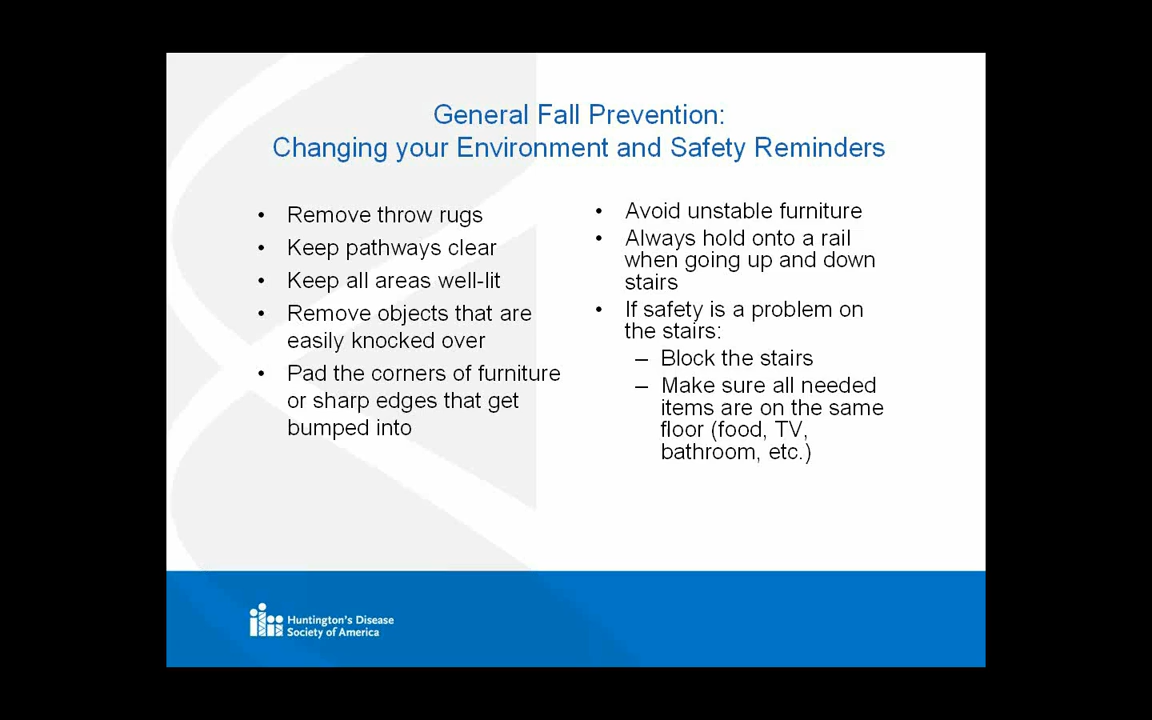 General Fall Prevention:
Changing your Environment and Safety Reminders
• Remove throw rugs
• Keep pathways clear
• Keep all areas well-lit
• Remove objects that are
easily knocked over
• Pad the corners of furniture
or sharp edges that get
bumped into
• Avoid unstable furniture
• Always hold onto a rail
when going up and down
stairs
• If safety is a problem on
the stairs:
– Block the stairs
– Make sure all needed
items are on the same
floor (food, TV,
bathroom, etc.)
Huntington's Disease
Society of America